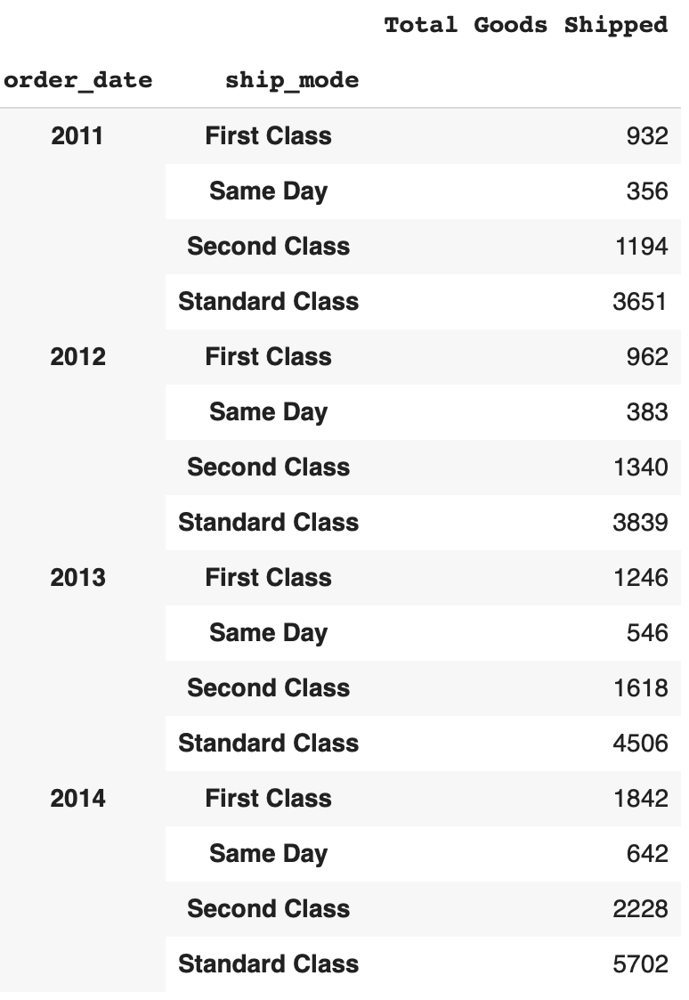 Total Goods Shipped
order_date ship_mode
2011 First Class 932
Same Day 356
Second Class 1194
Standard Class 3651
2012 First Class 962
Same Day 383
Second Class 1340
Standard Class 3839
2013 First Class 1246
Same Day 546
Second Class 1618
Standard Class 4506
2014 First Class 1842
Same Day 642
Second Class 2228
Standard Class 5702